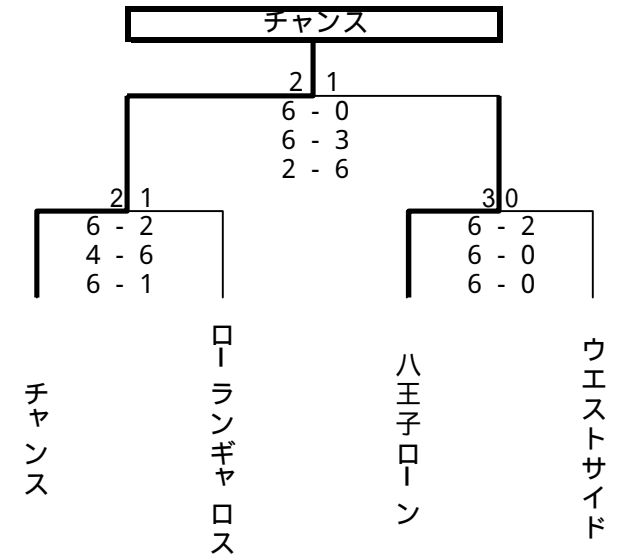 チャンス
2 1
6 - 0
6 - 3
2 - 6
2 1
6 - 2
4 - 6
6 - 1
3 0
6 - 2
6 - 0
6 - 0
チャンス
ローランギャロス
八王子ローン
ウエストサイド